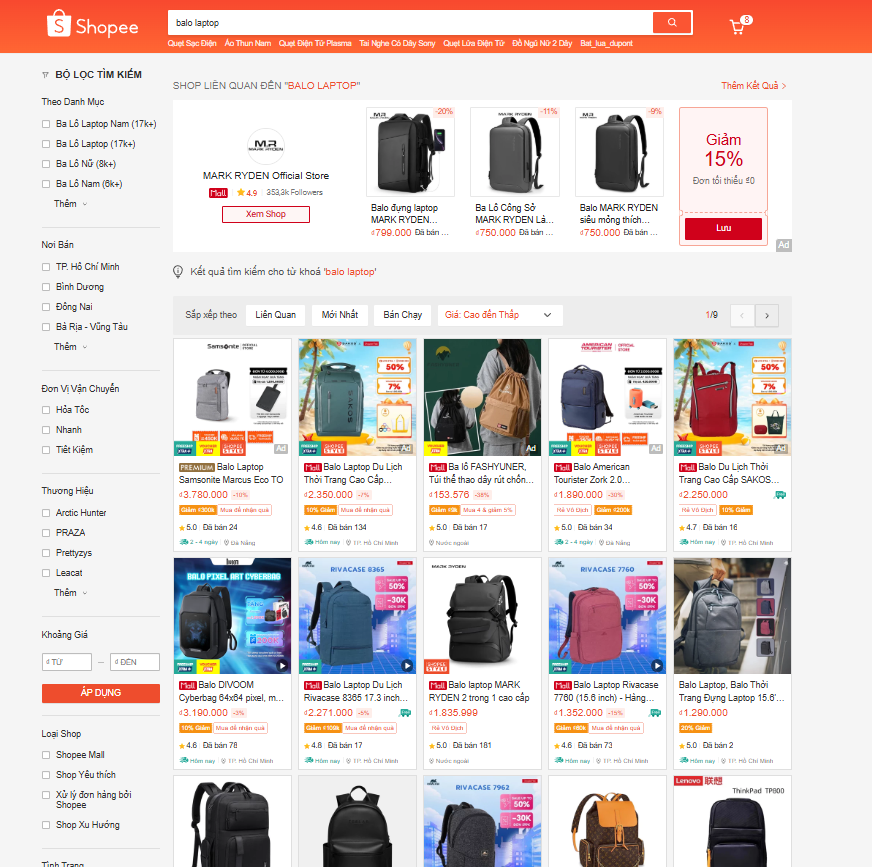 Shopee
balo laptop
8
Quạt Sạc Điện Áo Thun Nam Quạt Điện Tử Plasma Tai Nghe Có Dây Sony Quạt Lửa Điện Tử Đồ Ngủ Nữ 2 Dây Bat_lua_dupont
BỘ LỌC TÌM KIẾM
Theo Danh Mục
Ba Lô Laptop Nam (17k+)
Ba Lô Laptop (17k+)
Ba Lô Nữ (8k+)
Ba Lô Nam (6k+)
Thêm
Nơi Bán
TP. Hồ Chí Minh
Bình Dương
Đồng Nai
Bà Rịa - Vũng Tàu
Thêm
Đơn Vị Vận Chuyển
Hỏa Tốc
Nhanh
Tiết Kiệm
Thương Hiệu
Arctic Hunter
PRAZA
Prettyzys
Leacat
Thêm
Khoảng Giá
₫ TỪ
₫ ĐẾN
ÁP DỤNG
Loại Shop
Shopee Mall
Shop Yêu thích
Xử lý đơn hàng bởi
Shopee
Shop Xu Hướng
Tình Trạng
SHOP LIÊN QUAN ĐẾN "BALO LAPTOP"
Thêm Kết Quả
MARK RYDEN
MARK RYDEN Official Store
Mall 4.9 353,3k Followers
Xem Shop
MARK RYDEN
-20%
Balo đựng laptop
MARK RYDEN...
₫799.000 Đã bán ...
MARK RYDEN
-11%
Ba Lô Công Sở
MARK RYDEN Là...
₫750.000 Đã bán ...
MARK RYDEN
-9%
Balo MARK RYDEN
siêu mỏng thích...
₫750.000 Đã bán ...
Giảm
15%
Đơn tối thiểu ₫0
Lưu
Ad
Kết quả tìm kiếm cho từ khoá 'balo laptop'
Sắp xếp theo
Liên Quan
Mới Nhất
Bán Chạy
Giá: Cao đến Thấp
1/9
Samsonite
Ad
PREMIUM Balo Laptop
Samsonite Marcus Eco TO
₫3.780.000 -10%
Giảm ₫300k Mua để nhận quà
5.0 Đã bán 24
2 - 4 ngày Đà Nẵng
50%
7%
SHOPEE STYLE
Ad
Mall Balo Laptop Du Lịch
Thời Trang Cao Cấp...
₫2.350.000 -7%
10% Giảm Mua để nhận quà
4.6 Đã bán 134
Hôm nay TP. Hồ Chí Minh
Ad
Mall Ba lô FASHYUNER,
Túi thể thao dây rút chốn...
₫153.576 -38%
Giảm ₫8k Mua 4 & giảm 5%
5.0 Đã bán 17
Nước ngoài
AMERICAN TOURISTER
Ad
Mall Balo American
Tourister Zork 2.0...
₫1.890.000 -30%
Rẻ Vô Địch Giảm ₫200k
5.0 Đã bán 34
2 - 4 ngày Đà Nẵng
50%
7%
SHOPEE STYLE
Ad
Mall Balo Du Lịch Thời
Trang Cao Cấp SAKOS...
₫2.250.000
Rẻ Vô Địch 10% Giảm
4.7 Đã bán 16
Hôm nay TP. Hồ Chí Minh
BALO PIXEL ART CYBERBAG
Mall Balo DIVOOM
Cyberbag 64x64 pixel, m...
₫3.190.000 -3%
10% Giảm Mua để nhận quà
4.6 Đã bán 78
Hôm nay TP. Hồ Chí Minh
RIVACASE 8365
50%
-30K
Mall Balo Laptop Du Lịch
Rivacase 8365 17.3 inch...
₫2.271.000 -5%
Giảm ₫109k Mua để nhận quà
4.8 Đã bán 17
Hôm nay TP. Hồ Chí Minh
MARK RYDEN
SHOPEE STYLE
Mall Balo laptop MARK
RYDEN 2 trong 1 cao cấp
₫1.835.999
Rẻ Vô Địch
5.0 Đã bán 181
Nước ngoài
RIVACASE 7760
50%
-30K
Mall Balo Laptop Rivacase
7760 (15.6 inch) - Hàng...
₫1.352.000 -15%
Giảm ₫60k Mua để nhận quà
4.6 Đã bán 73
Hôm nay TP. Hồ Chí Minh
Balo Laptop, Balo Thời
Trang Đựng Laptop 15.6'...
₫1.290.000
20% Giảm
5.0 Đã bán 2
Hôm nay TP. Hồ Chí Minh
RIVACASE 7962
50%
-30K
Lenovo 联想
ThinkPad TP800